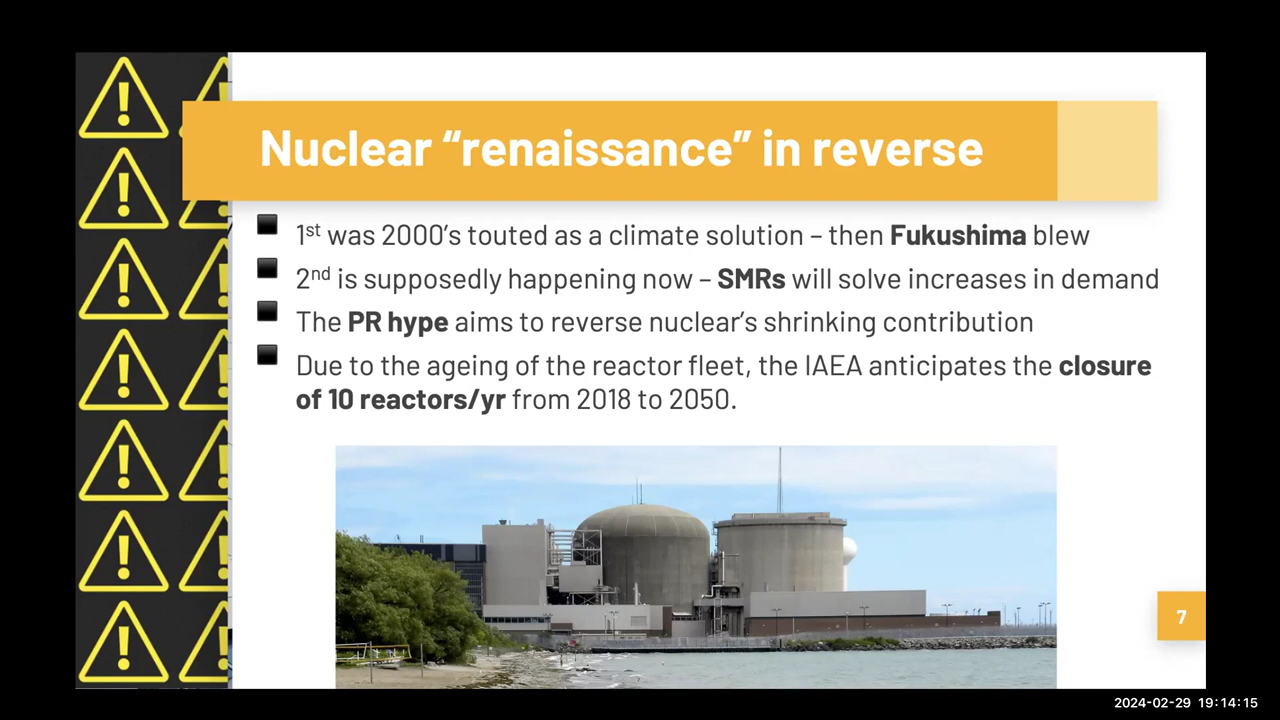 Nuclear “renaissance” in reverse
1st was 2000’s touted as a climate solution – then Fukushima blew
2nd is supposedly happening now – SMRs will solve increases in demand
The PR hype aims to reverse nuclear’s shrinking contribution
Due to the ageing of the reactor fleet, the IAEA anticipates the closure
of 10 reactors/yr from 2018 to 2050.
7
2024-02-29 19:14:15